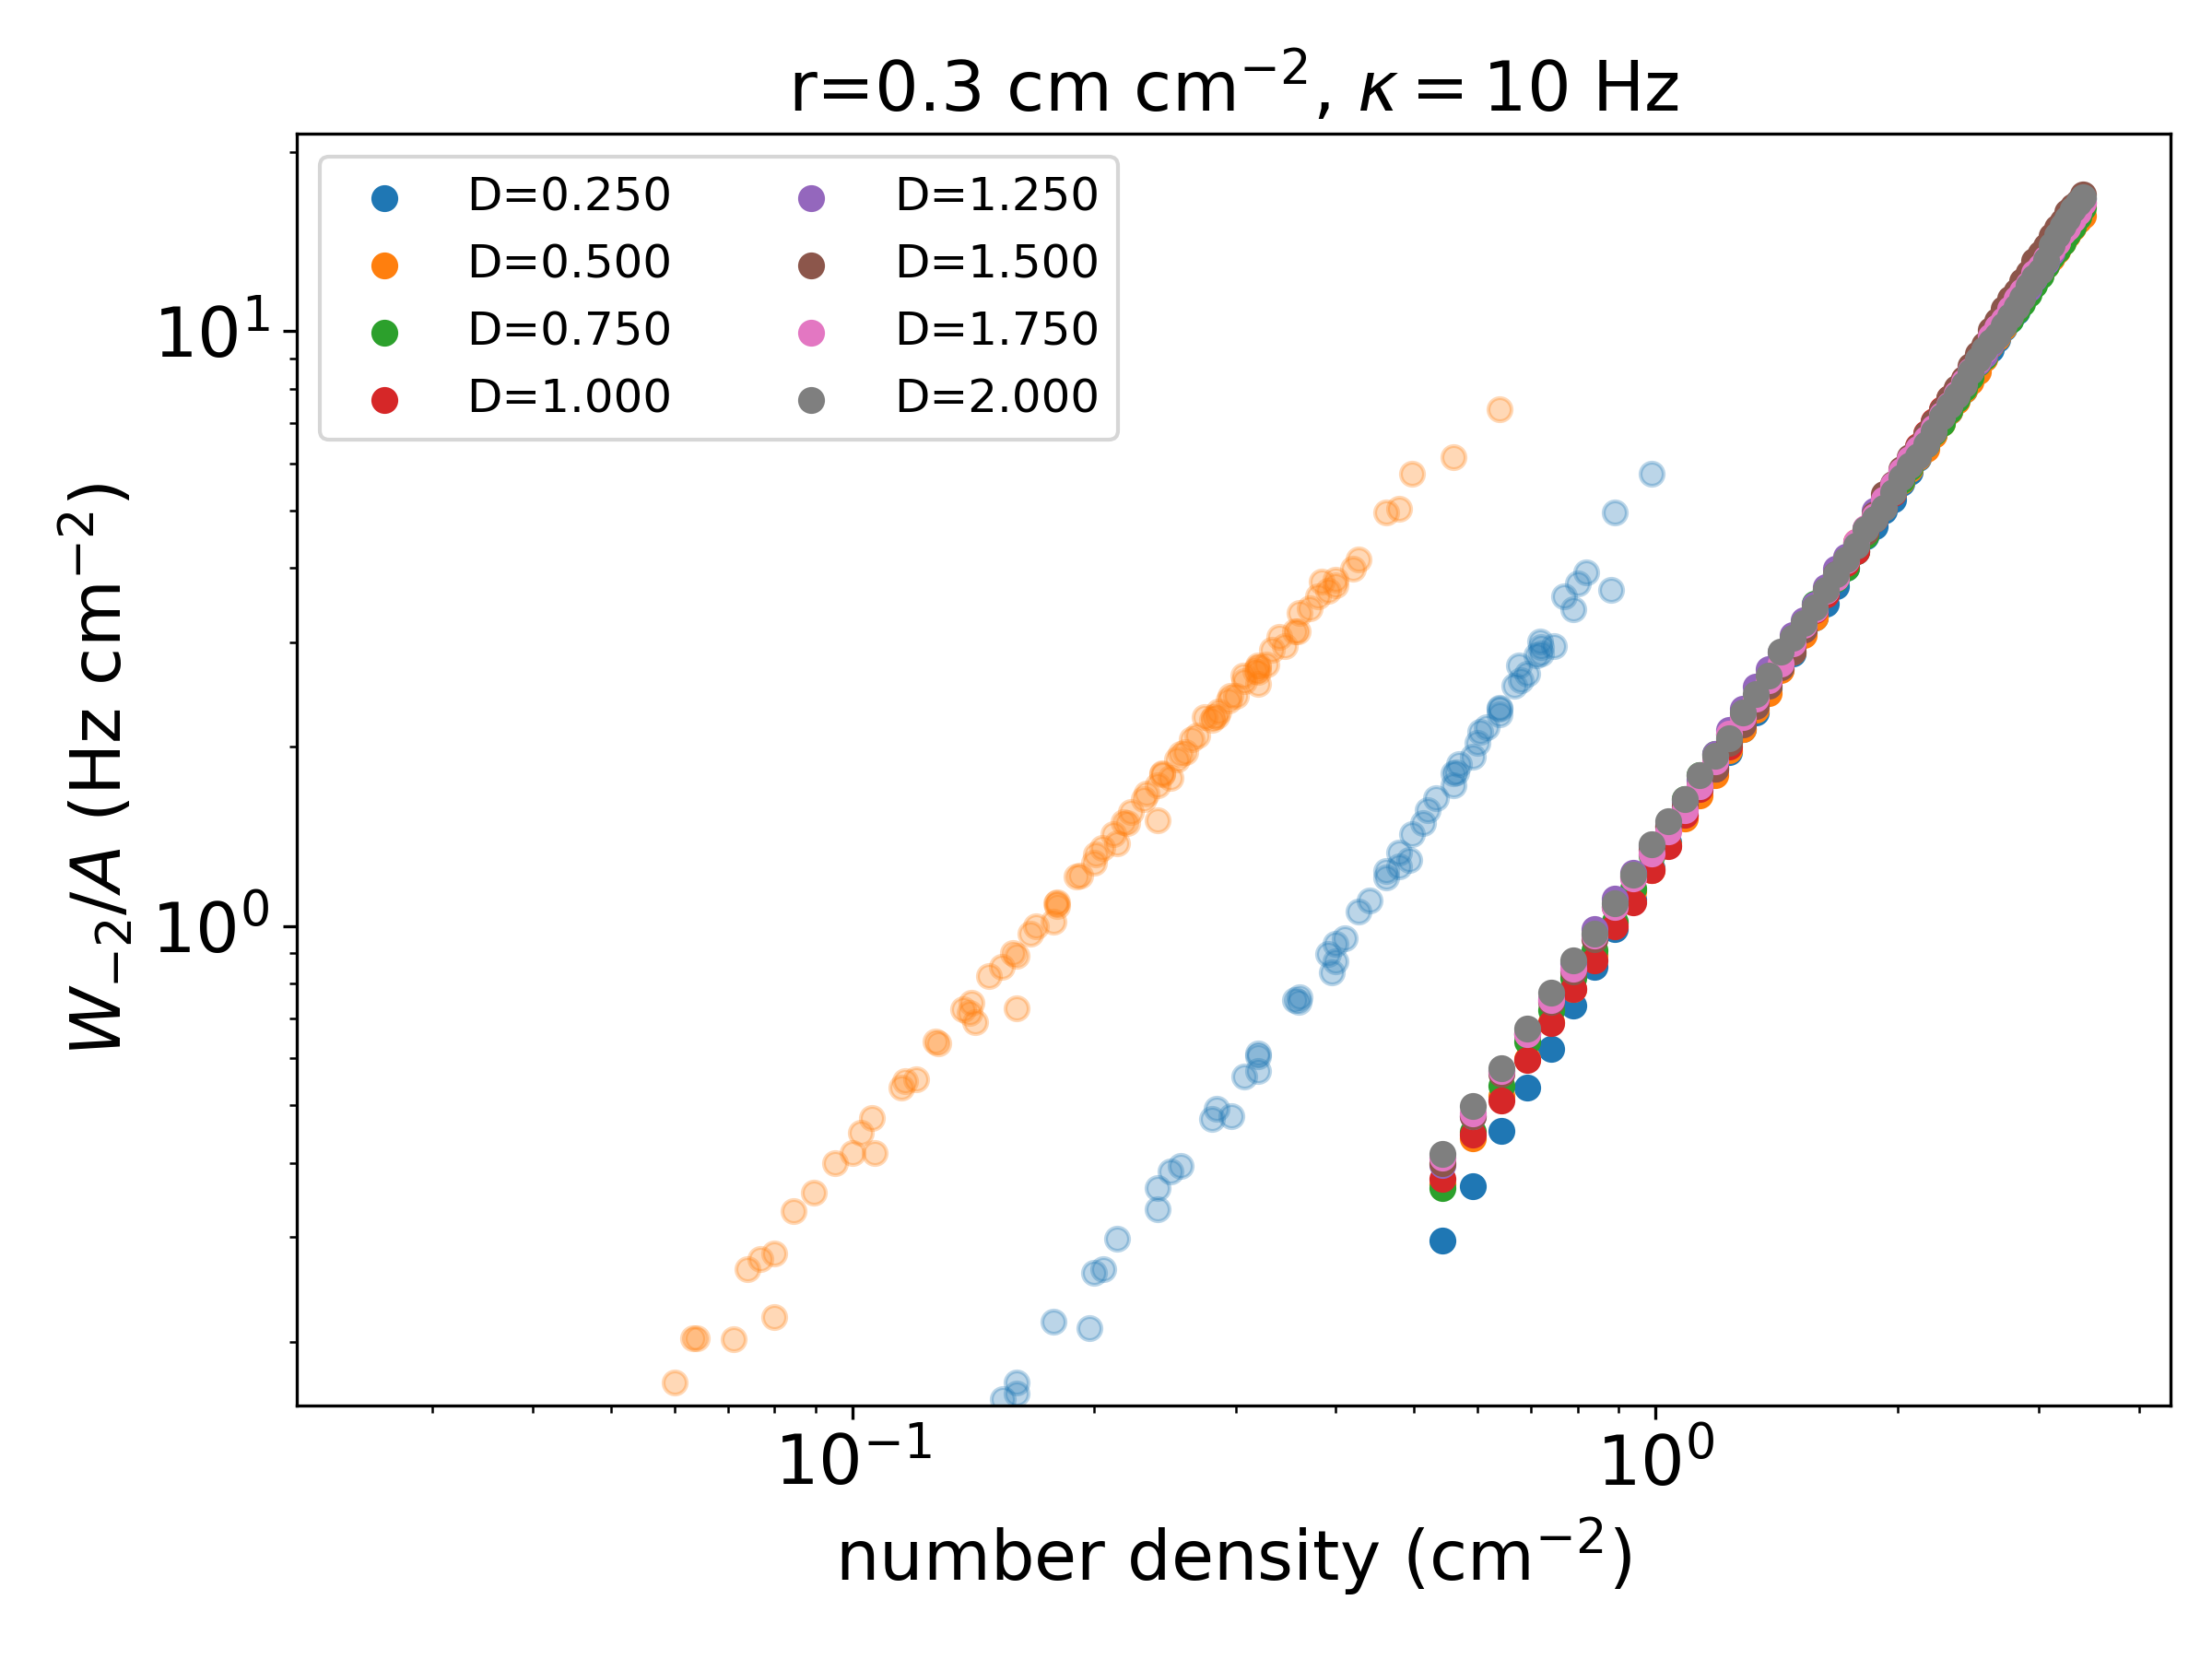 r=0.3 cm cm⁻², κ = 10 Hz
D=0.250
D=0.500
D=0.750
D=1.000
D=1.250
D=1.500
D=1.750
D=2.000
10¹
10⁰
W₋₂/A (Hz cm⁻²)
10⁻¹
10⁰
number density (cm⁻²)